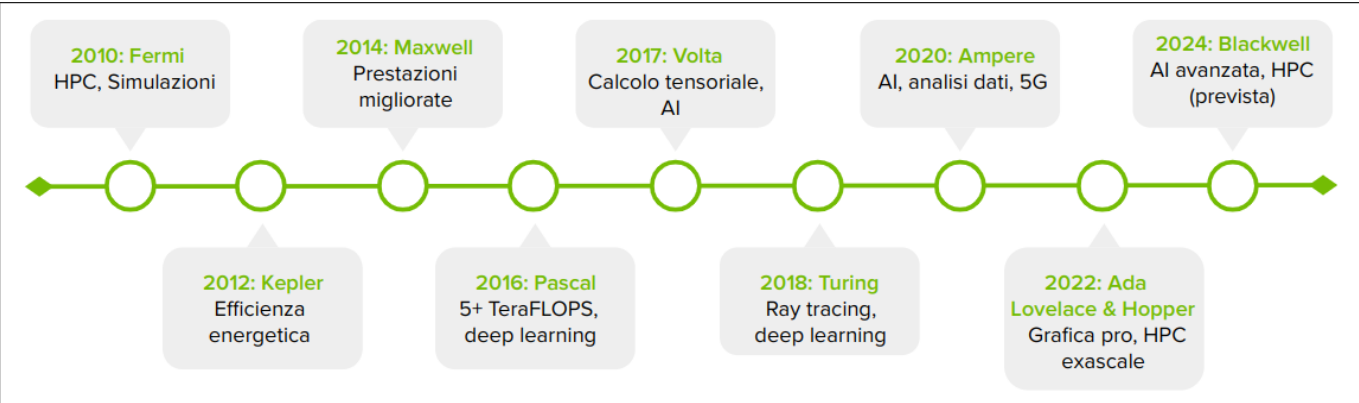 2010: Fermi
HPC, Simulazioni
2012: Kepler
Efficienza
energetica
2014: Maxwell
Prestazioni
migliorate
2016: Pascal
5+ TeraFLOPS,
deep learning
2017: Volta
Calcolo tensoriale,
AI
2018: Turing
Ray tracing,
deep learning
2020: Ampere
AI, analisi dati, 5G
2022: Ada
Lovelace & Hopper
Grafica pro, HPC
exascale
2024: Blackwell
AI avanzata, HPC
(prevista)